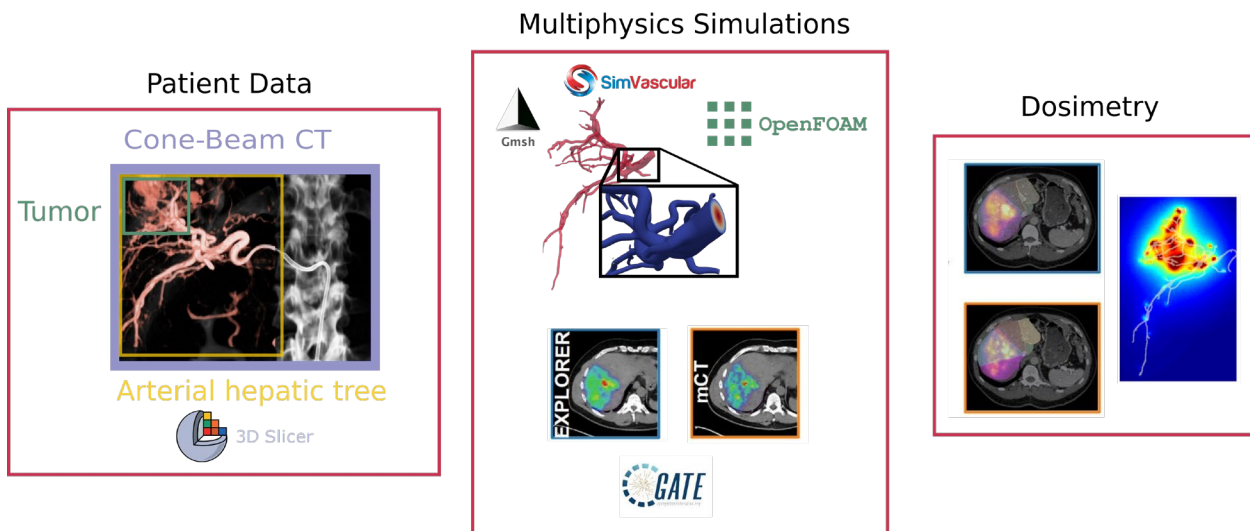 Multiphysics Simulations
Patient Data
Dosimetry
SimVascular
Gmsh
OpenFOAM
Cone-Beam CT
Tumor
Arterial hepatic tree
3D Slicer
EXPLORER
mCT
GATE